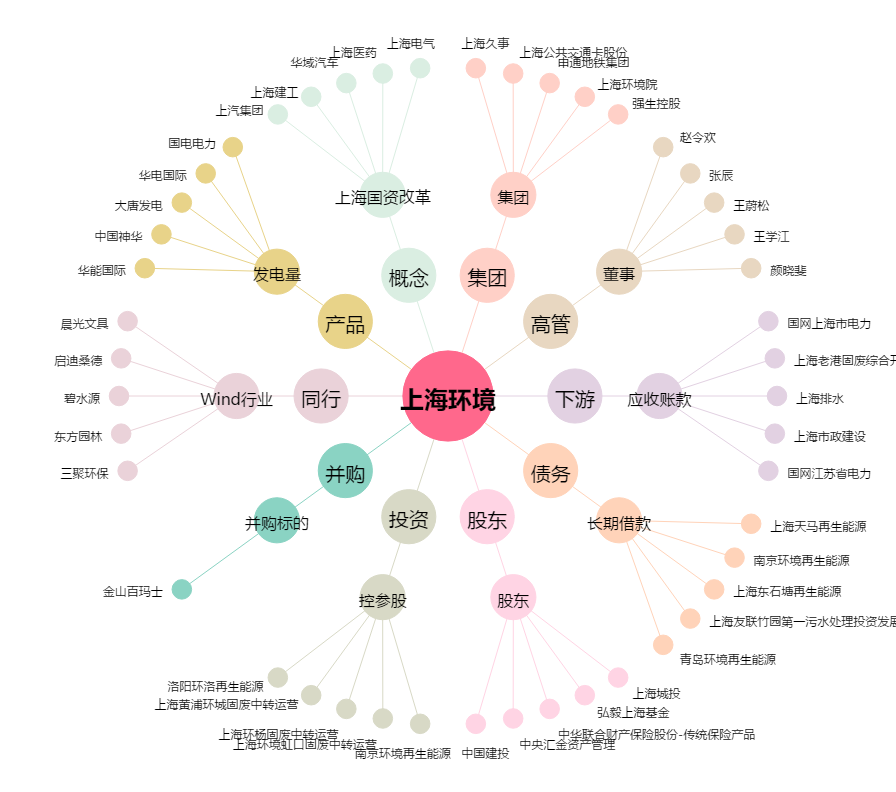 上海久事
上海电气
上海公共交通卡股份
上海医药
申通地铁集团
华域汽车
上海环境院
上海建工
强生控股
上汽集团
赵令欢
国电电力
张辰
华电国际
上海国资改革
集团
王蔚松
大唐发电
王学江
中国神华
颜晓斐
华能国际
发电量
概念
集团
董事
产品
高管
国网上海市电力
晨光文具
上海老港固废综合开
启迪桑德
上海环境
Wind行业
同行
下游
应收账款
上海排水
碧水源
上海市政建设
东方园林
国网江苏省电力
三聚环保
并购
债务
并购标的
投资
股东
长期借款
上海天马再生能源
南京环境再生能源
金山百玛士
上海东石塘再生能源
控参股
股东
上海友联竹园第一污水处理投资发展
青岛环境再生能源
洛阳环洛再生能源
上海城投
上海黄浦环城固废中转运营
弘毅上海基金
上海环杨固废中转运营
中华联合财产保险股份-传统保险产品
上海环境虹口固废中转运营
中央汇金资产管理
南京环境再生能源
中国建投